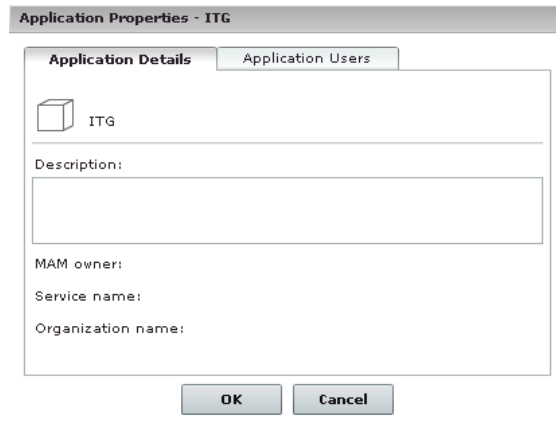 Application Properties - ITG
Application Details
Application Users
ITG
Description:
MAM owner:
Service name:
Organization name:
OK
Cancel